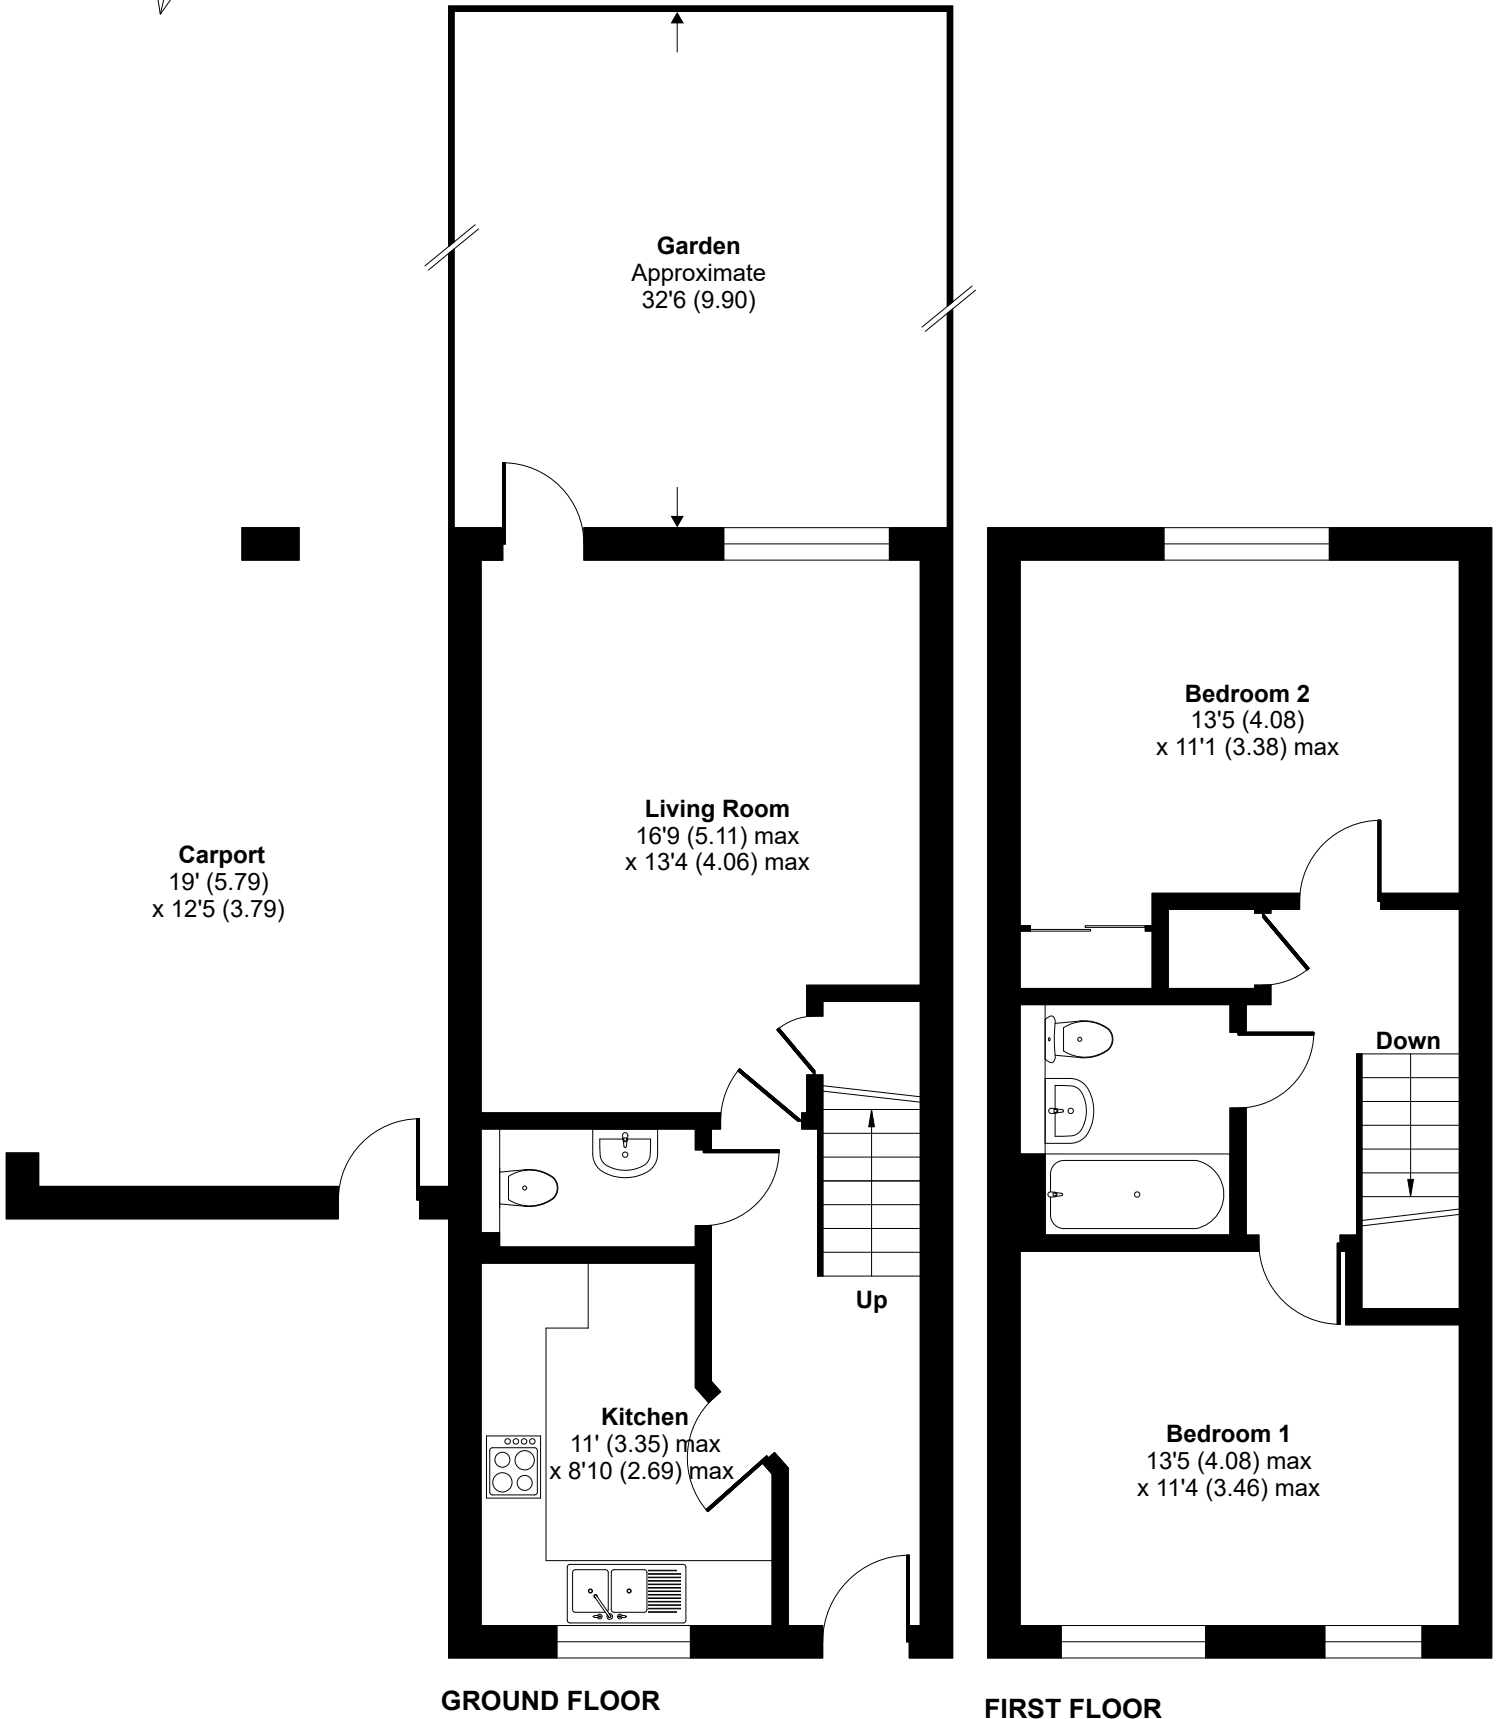 Garden
Approximate
32'6 (9.90)
Living Room
16'9 (5.11) max
x 13'4 (4.06) max
Carport
19' (5.79)
x 12'5 (3.79)
Up
Kitchen
11' (3.35) max
x 8'10 (2.69) max
GROUND FLOOR
Bedroom 2
13'5 (4.08)
x 11'1 (3.38) max
Down
Bedroom 1
13'5 (4.08) max
x 11'4 (3.46) max
FIRST FLOOR